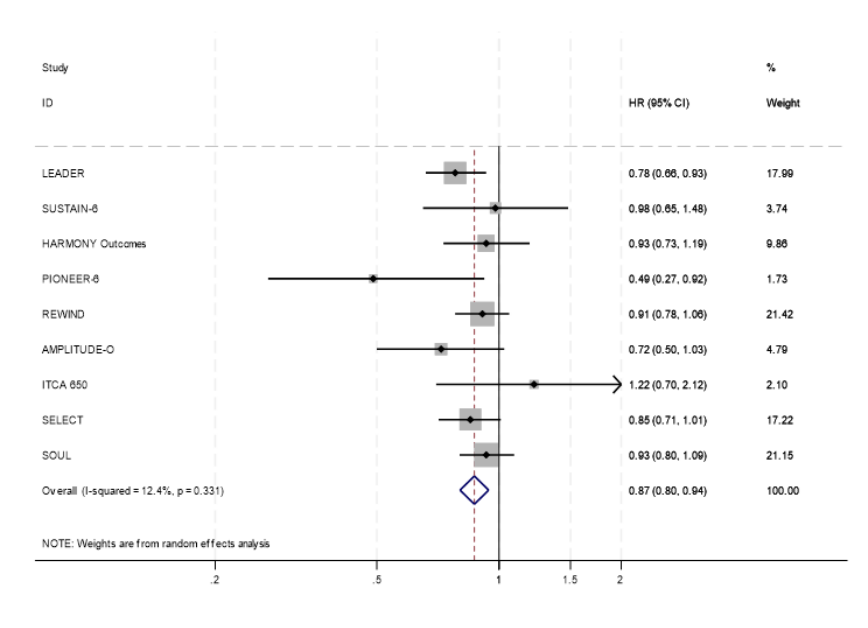 Study %
ID HR (95% CI) Weight
LEADER 0.78 (0.66, 0.93) 17.99
SUSTAIN-6 0.98 (0.65, 1.48) 3.74
HARMONY Outcomes 0.93 (0.73, 1.19) 9.86
PIONEER-6 0.49 (0.27, 0.92) 1.73
REWIND 0.91 (0.78, 1.06) 21.42
AMPLITUDE-O 0.72 (0.50, 1.03) 4.79
ITCA 650 1.22 (0.70, 2.12) 2.10
SELECT 0.85 (0.71, 1.01) 17.22
SOUL 0.93 (0.80, 1.09) 21.15
Overall (I-squared = 12.4%, p = 0.331) 0.87 (0.80, 0.94) 100.00
NOTE: Weights are from random effects analysis
.2 .5 1 1.5 2